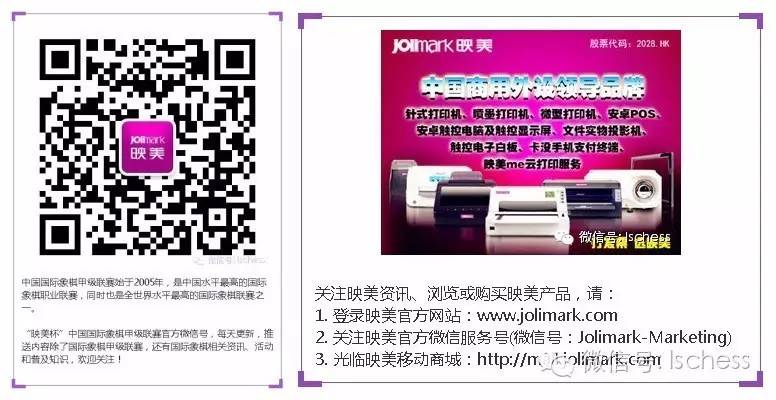 Jolimark
映美
中国国际象棋甲级联赛始于2005年，是中国水平最高的国际
象棋职业联赛，同时也是全世界水平最高的国际象棋联赛之
一。
“映美杯”中国国际象棋甲级联赛官方微信号，每天更新，推
送内容除了国际象棋甲级联赛，还有国际象棋相关资讯、活动
和普及知识，欢迎关注！
Jolimark 映美
股票代码：2028.HK
中国商用外设领导品牌
针式打印机、喷墨打印机、微型打印机、安卓POS、
安卓触控电脑及触控显示屏、文件实物投影机、
触控电子白板、卡没手机支付终端、
映美me云打印服务
微信号: lschess
打发票 选映美
关注映美资讯、浏览或购买映美产品，请：
1. 登录映美官方网站：www.jolimark.com
2. 关注映美官方微信服务号(微信号：Jolimark-Marketing)
3. 光临映美移动商城：http://m.jolimark.com
微信号: lschess